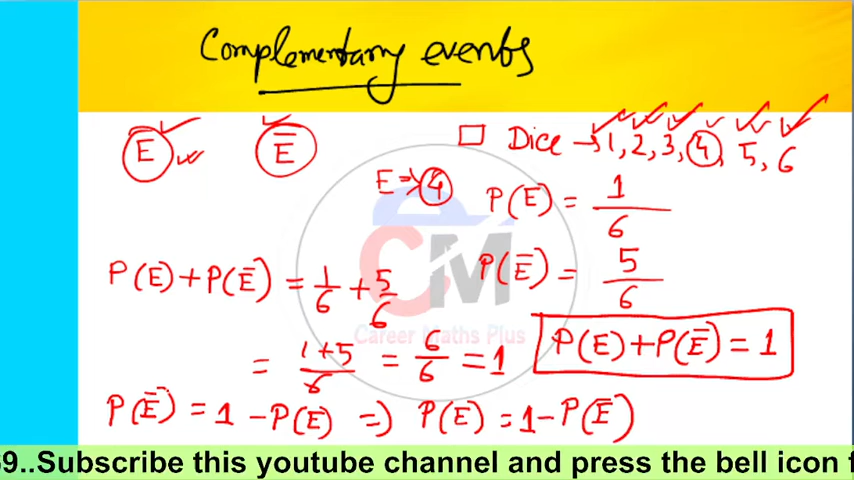 Complementary events
E Ē □ Dice → 1, 2, 3, 4, 5, 6
E ⇒ 4
P(E) = 1/6
P(Ē) = 5/6
P(E) + P(Ē) = 1/6 + 5/6
= 1+5/6 = 6/6 = 1
P(E) + P(Ē) = 1
P(Ē) = 1 - P(E) ⇒ P(E) = 1 - P(Ē)
CM
Career Maths Plus
69..Subscribe this youtube channel and press the bell icon f